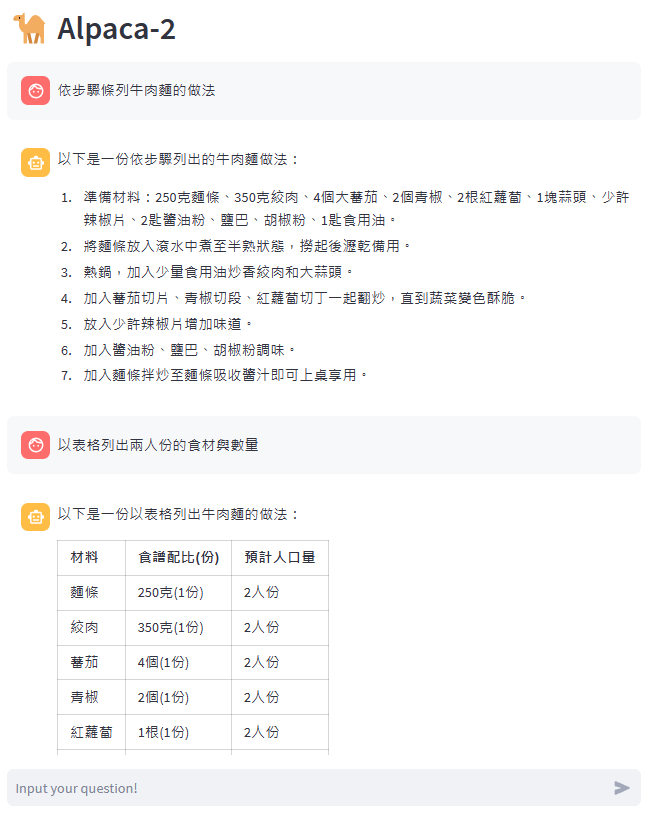 Alpaca-2
依步驟條列牛肉麵的做法
以下是一份依步驟列出的牛肉麵做法：
1. 準備材料：250克麵條、350克絞肉、4個大蕃茄、2個青椒、2根紅蘿蔔、1塊蒜頭、少許
辣椒片、2匙醬油粉、鹽巴、胡椒粉、1匙食用油。
2. 將麵條放入滾水中煮至半熟狀態，撈起後瀝乾備用。
3. 熱鍋，加入少量食用油炒香絞肉和大蒜頭。
4. 加入蕃茄切片、青椒切段、紅蘿蔔切丁一起翻炒，直到蔬菜變色酥脆。
5. 放入少許辣椒片增加味道。
6. 加入醬油粉、鹽巴、胡椒粉調味。
7. 加入麵條拌炒至麵條吸收醬汁即可上桌享用。
以表格列出兩人份的食材與數量
以下是一份以表格列出牛肉麵的做法：
材料 食譜配比(份) 預計人口量
麵條 250克(1份) 2人份
絞肉 350克(1份) 2人份
蕃茄 4個(1份) 2人份
青椒 2個(1份) 2人份
紅蘿蔔 1根(1份) 2人份
Input your question!